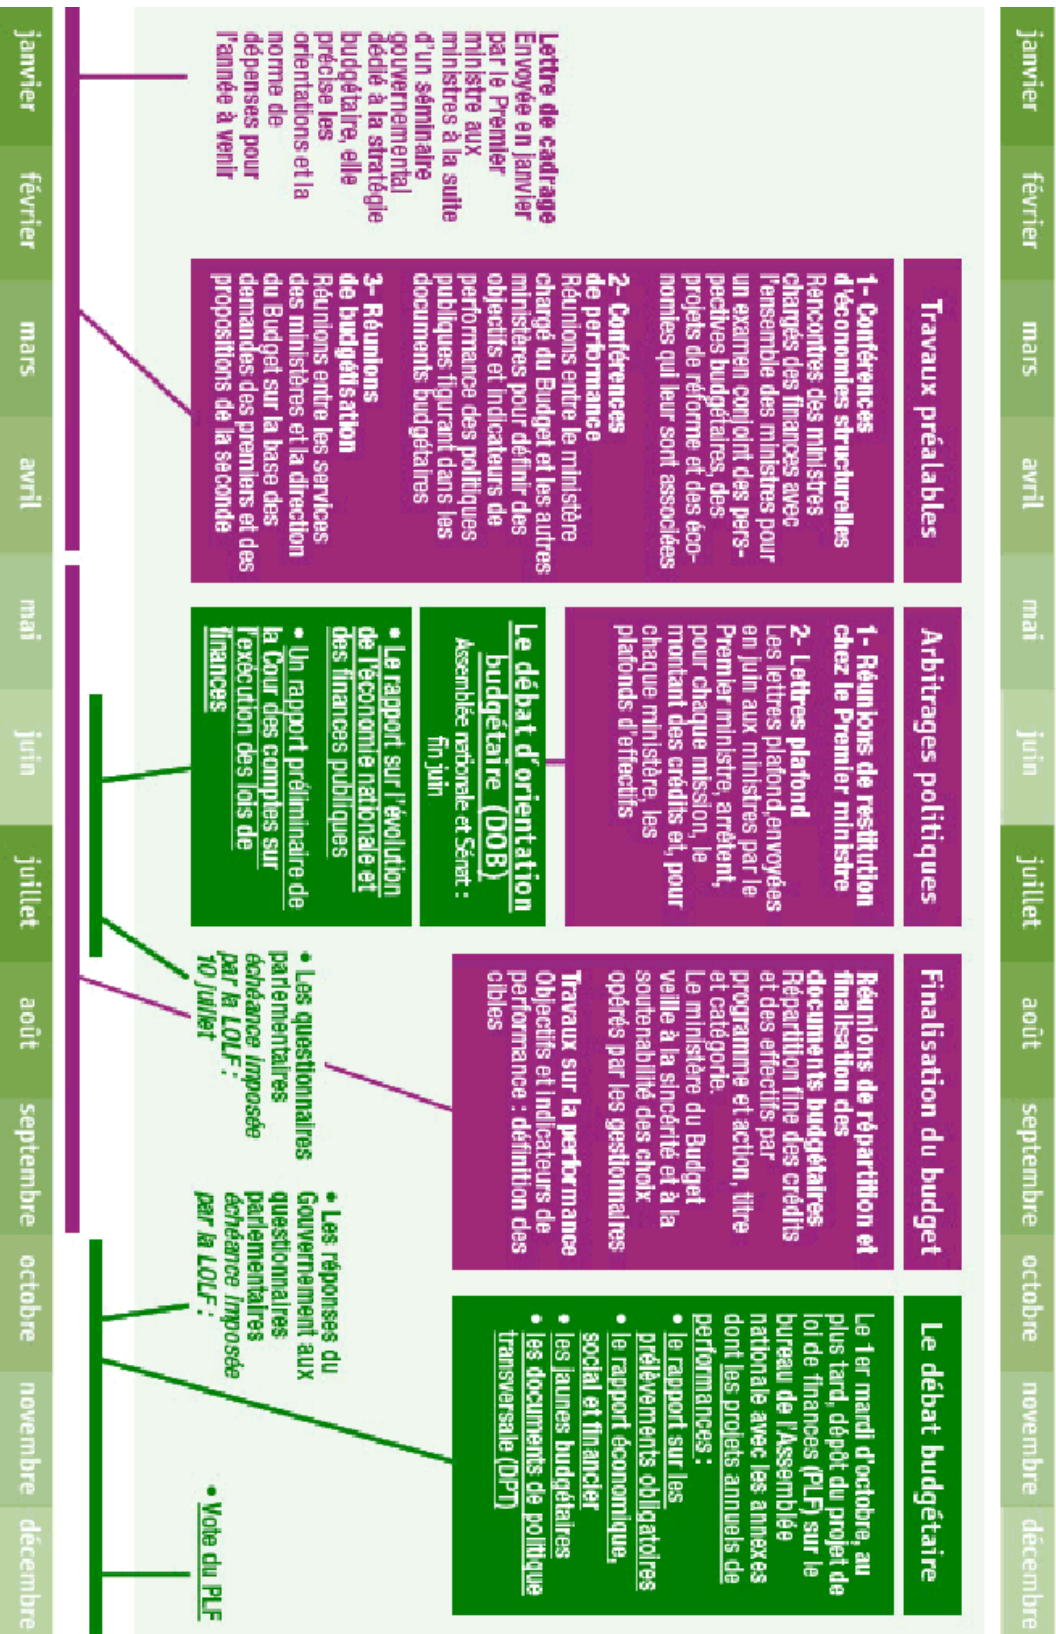 janvier février mars avril mai juin juillet août septembre octobre novembre décembre
Travaux préalables
1- Conférences
d'économies structurelles
Rencontres des ministres
chargés des finances avec
l'ensemble des ministres pour
un examen conjoint des pers-
pectives budgétaires, des
projets de réforme et des éco-
nomies qui leur sont associées
2- Conférences
de performance
Réunions entre le ministère
chargé du Budget et les autres
ministères pour définir des
objectifs et indicateurs de
performance des politiques
publiques figurant dans les
documents budgétaires
3- Réunions
de budgétisation
Réunions entre les services
des ministères et la direction
du Budget sur la base des
demandes des premiers et des
propositions de la seconde
Arbitrages politiques
1- Réunions de restitution
chez le Premier ministre
2- Lettres plafond
Les lettres plafond,envoyées
en juin aux ministres par le
Premier ministre, arrêtent,
pour chaque mission, le
montant des crédits et, pour
chaque ministère, les
plafonds d'effectifs
Le débat d'orientation
budgétaire (DOB)
Assemblée nationale et Sénat :
fin juin
• Le rapport sur l'évolution
de l'économie nationale et
des finances publiques
• Un rapport préliminaire de
la Cour des comptes sur
l'exécution des lois de
finances
Finalisation du budget
Réunions de répartition et
finalisation des
documents budgétaires
Répartition fine des crédits
et des effectifs par
programme et action, titre
et catégorie.
Le ministère du Budget
veille à la sincérité et à la
soutenabilité des choix
opérés par les gestionnaires
Travaux sur la performance
Objectifs et indicateurs de
performance : définition des
cibles
Le débat budgétaire
Le 1er mardi d'octobre, au
plus tard, dépôt du projet de
loi de finances (PLF) sur le
bureau de l'Assemblée
nationale avec les annexes
dont les projets annuels de
performances :
• le rapport sur les
prélèvements obligatoires
• le rapport économique,
social et financier
• les jaunes budgétaires
• les documents de politique
transversale (DPT)
Lettre de cadrage
Envoyée en janvier
par le Premier
ministre aux
ministres à la suite
d'un séminaire
gouvernemental
dédié à la stratégie
budgétaire, elle
précise les
orientations et la
norme de
dépenses pour
l'année à venir
• Les questionnaires
parlementaires
échéance imposée
par la LOLF :
10 juillet
• Les réponses du
Gouvernement aux
questionnaires
parlementaires
échéance imposée
par la LOLF :
• Vote du PLF
janvier février mars avril mai juin juillet août septembre octobre novembre décembre